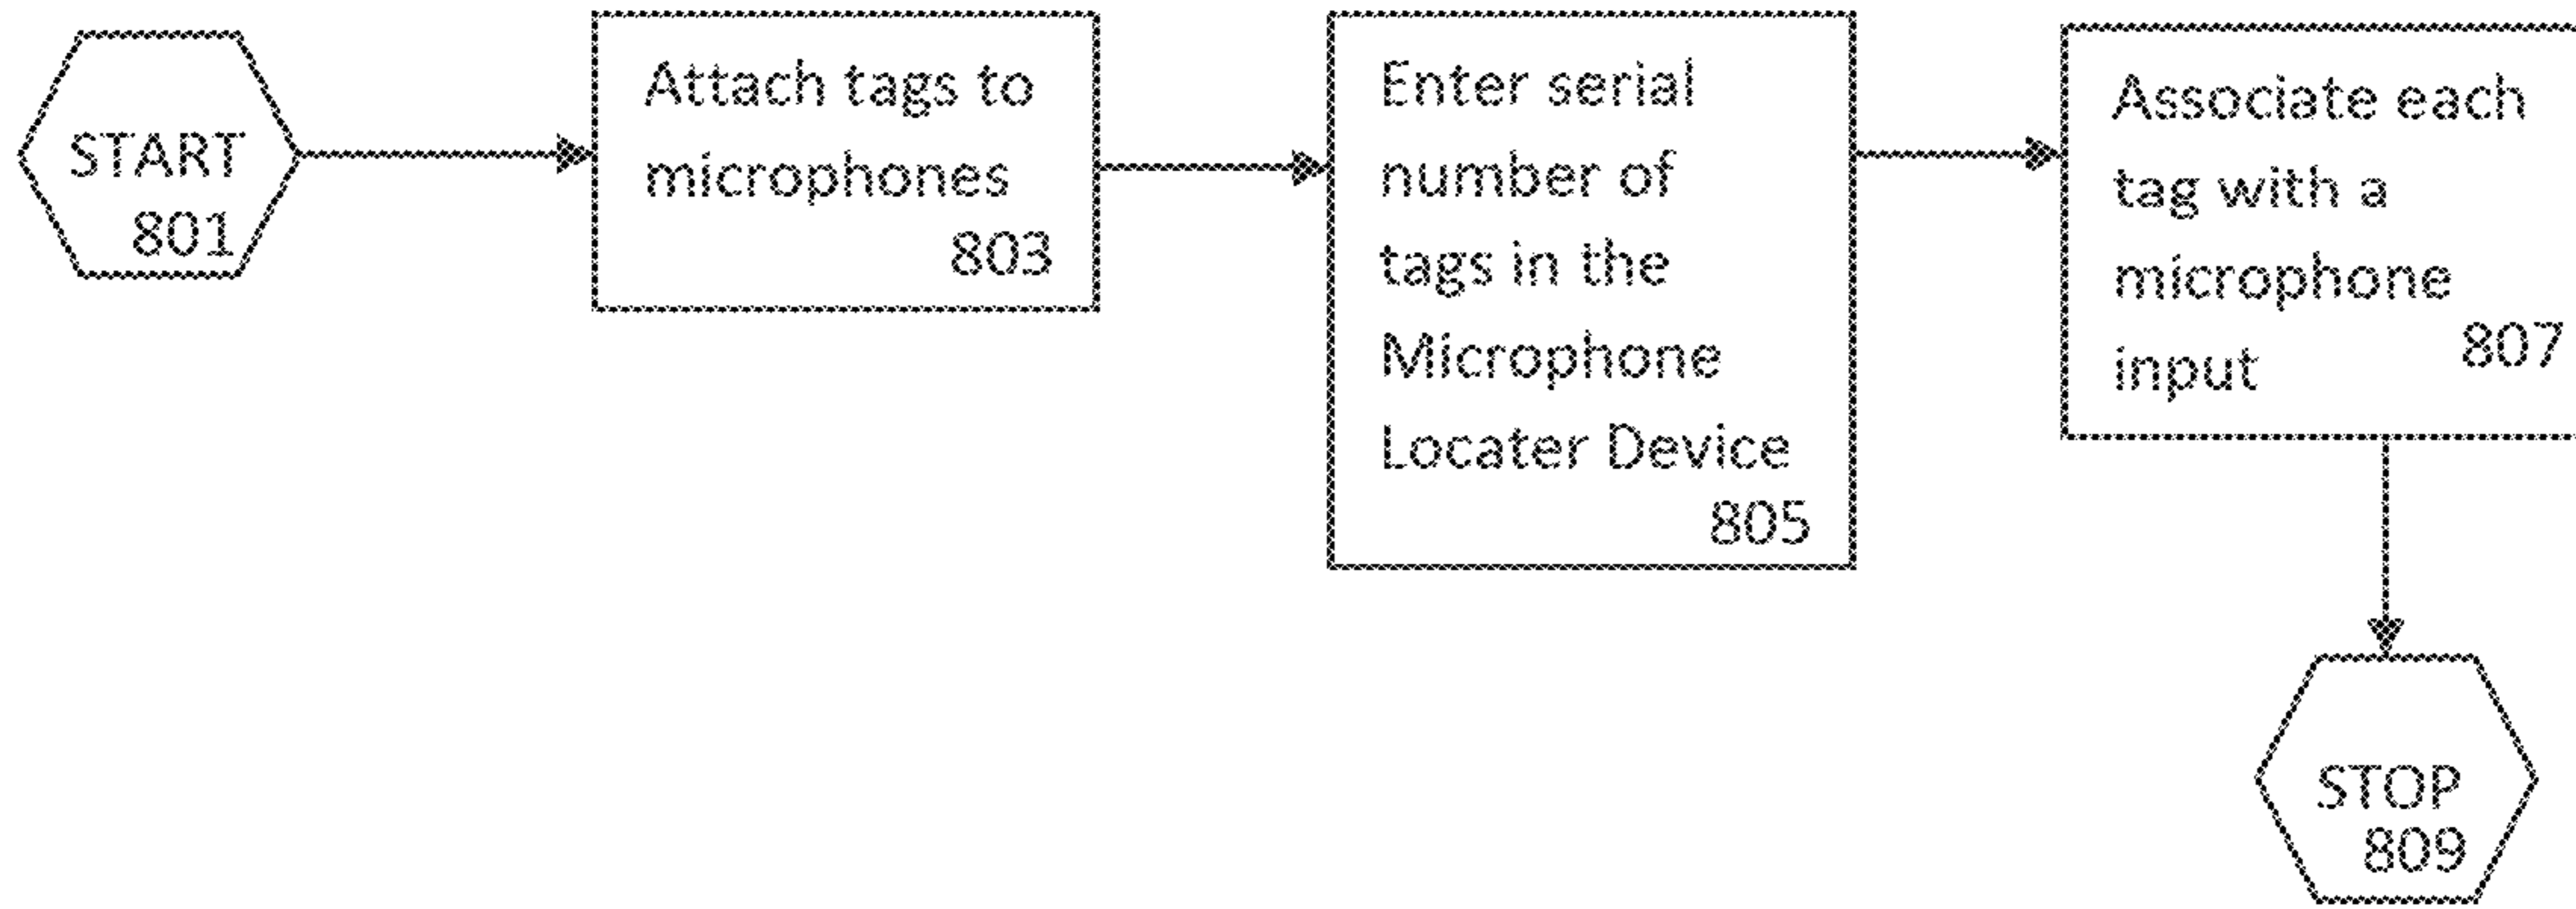 START
801
Attach tags to
microphones
803
Enter serial
number of
tags in the
Microphone
Locater Device
805
Associate each
tag with a
microphone
input
807
STOP
809